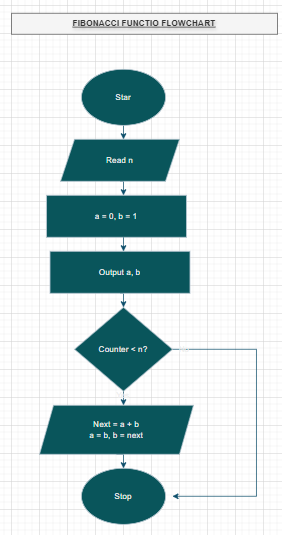 FIBONACCI FUNCTIO FLOWCHART
Star
Read n
a = 0, b = 1
Output a, b
Counter < n?
Next = a + b
a = b, b = next
Stop